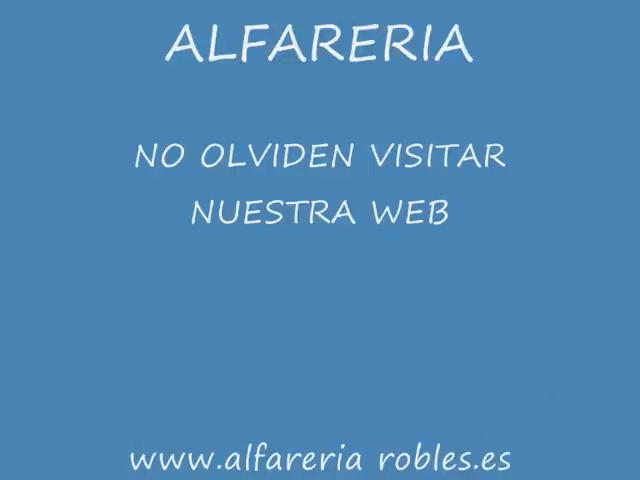 ALFARERIA
NO OLVIDEN VISITAR
NUESTRA WEB
www.alfareria robles.es